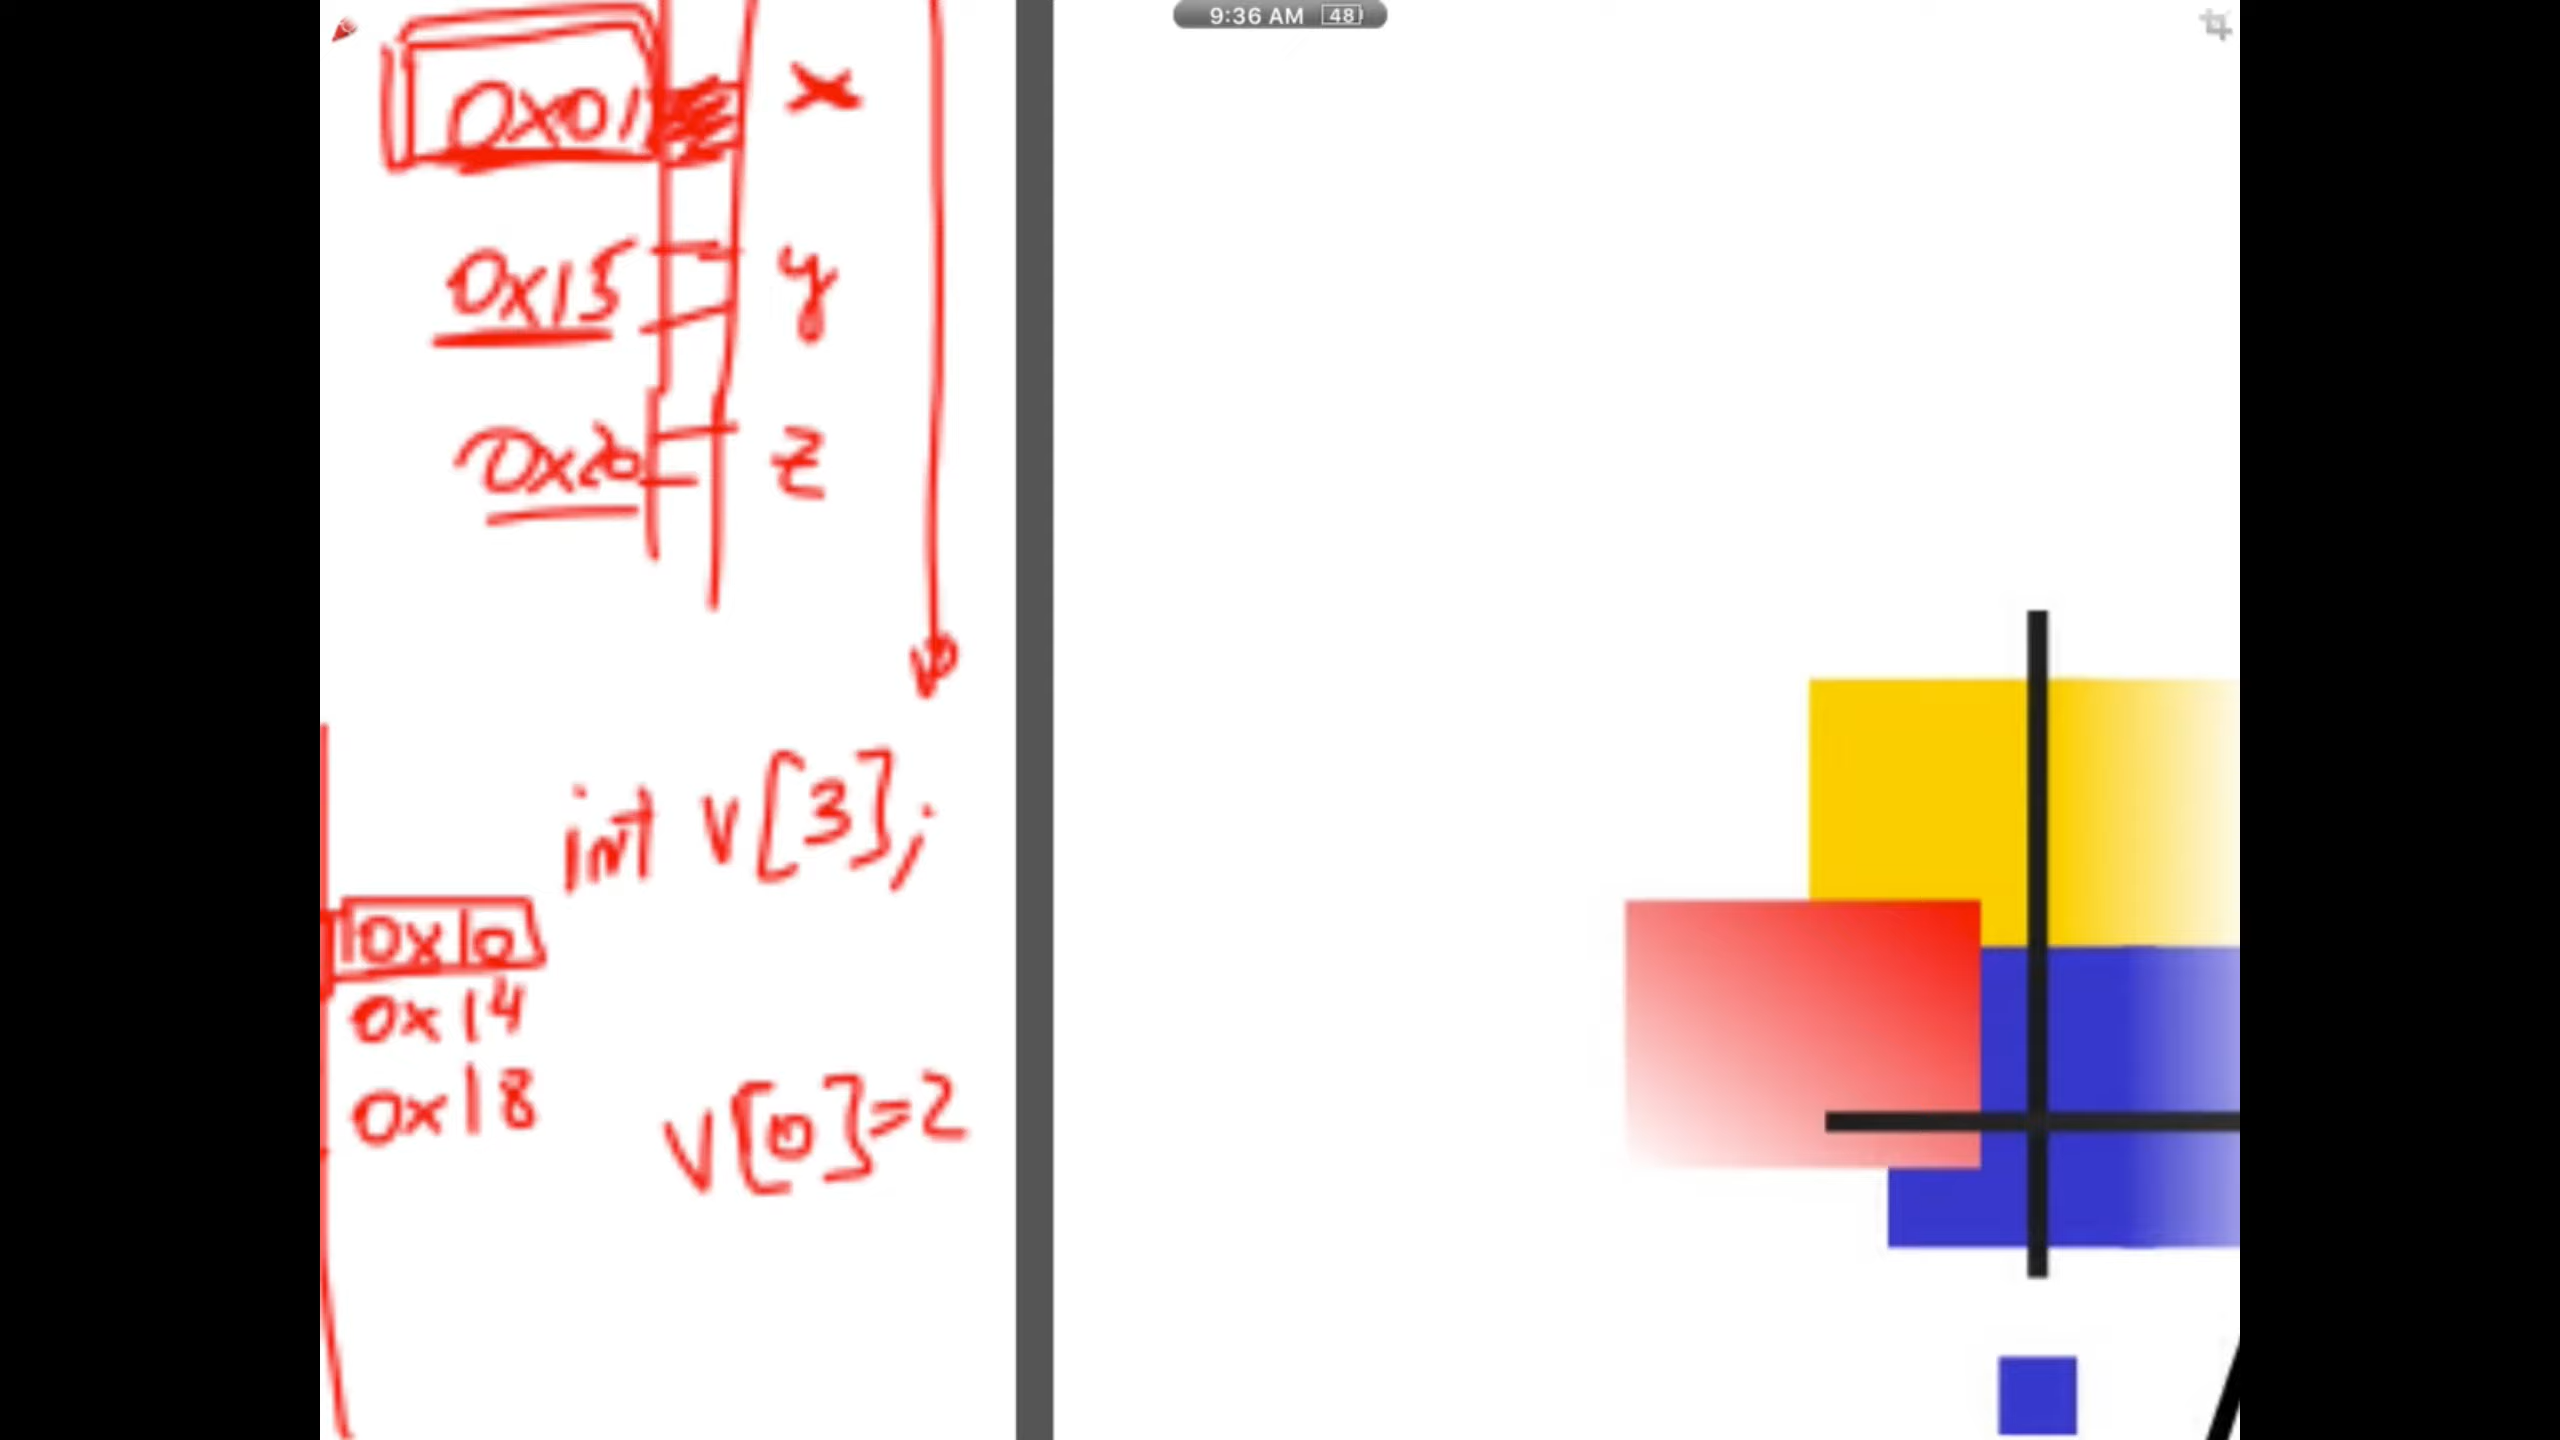 9:36 AM 48
0x01 x
0x15 y
0x20 z
int V[3];
0x10
0x14
0x18
V[0]=2